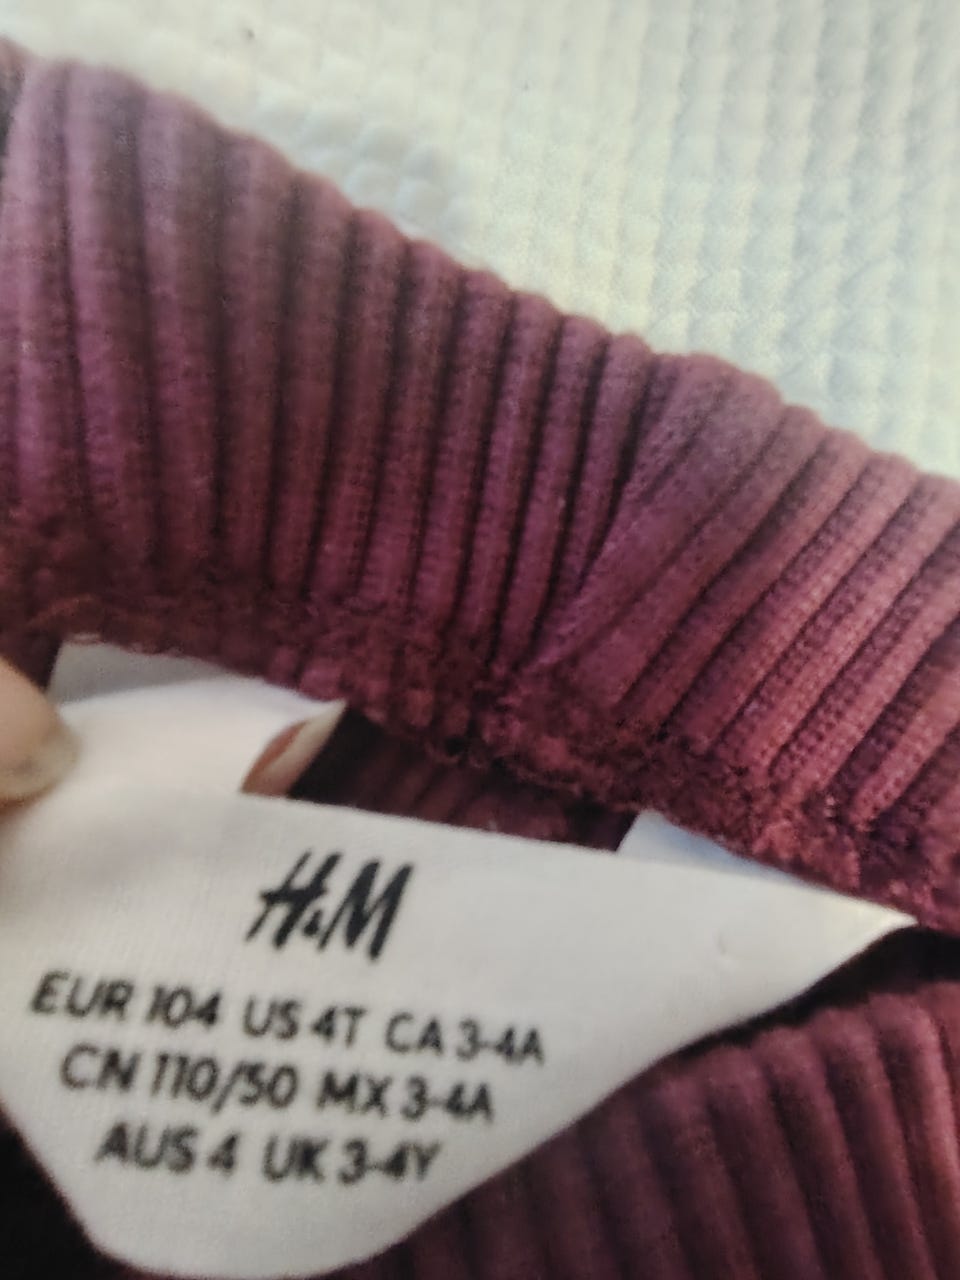 H&M
EUR 104 US 4T CA 3-4A
CN 110/50 MX 3-4A
AUS 4 UK 3-4Y